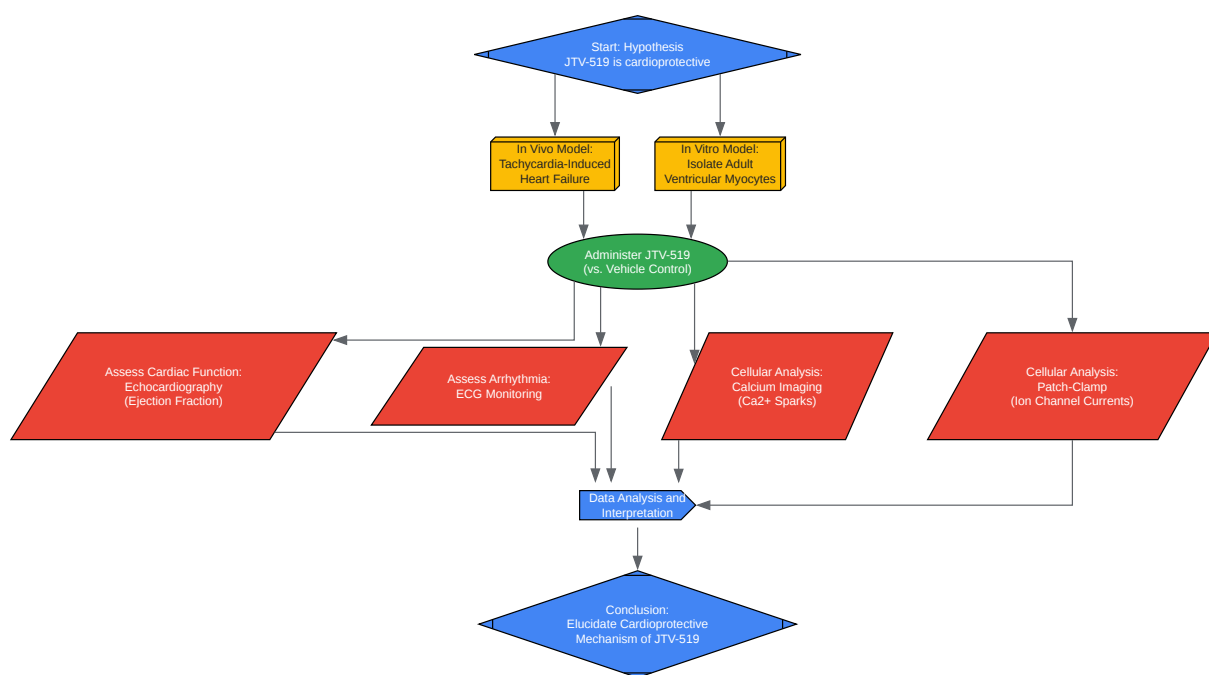 Start: Hypothesis
JTV-519 is cardioprotective
In Vivo Model:
Tachycardia-Induced
Heart Failure
In Vitro Model:
Isolate Adult
Ventricular Myocytes
Administer JTV-519
(vs. Vehicle Control)
Assess Cardiac Function:
Echocardiography
(Ejection Fraction)
Assess Arrhythmia:
ECG Monitoring
Cellular Analysis:
Calcium Imaging
(Ca2+ Sparks)
Cellular Analysis:
Patch-Clamp
(Ion Channel Currents)
Data Analysis and
Interpretation
Conclusion:
Elucidate Cardioprotective
Mechanism of JTV-519